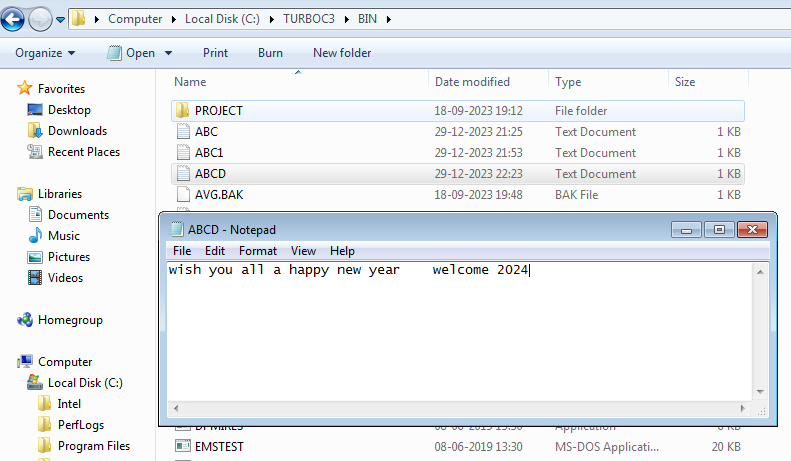 Computer Local Disk (C:) TURBOC3 BIN
Organize Open Print Burn New folder
Favorites
Desktop
Downloads
Recent Places
Libraries
Documents
Music
Pictures
Videos
Homegroup
Computer
Local Disk (C:)
Intel
PerfLogs
Program Files
Name Date modified Type Size
PROJECT 18-09-2023 19:12 File folder
ABC 29-12-2023 21:25 Text Document 1 KB
ABC1 29-12-2023 21:53 Text Document 1 KB
ABCD 29-12-2023 22:23 Text Document 1 KB
AVG.BAK 18-09-2023 19:48 BAK File 1 KB
ABCD - Notepad
File Edit Format View Help
wish you all a happy new year    welcome 2024
08-06-2019 13:30 Application
EMSTEST 08-06-2019 13:30 MS-DOS Applicati... 20 KB